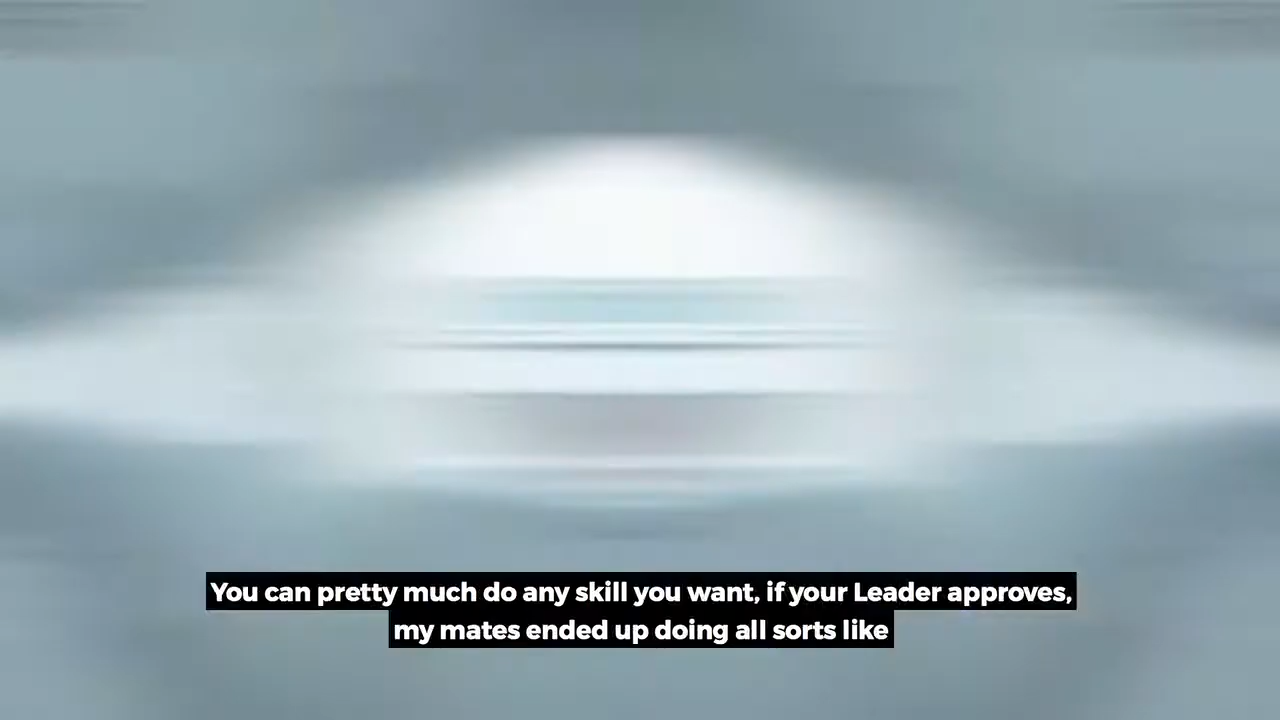 You can pretty much do any skill you want, if your Leader approves,
my mates ended up doing all sorts like